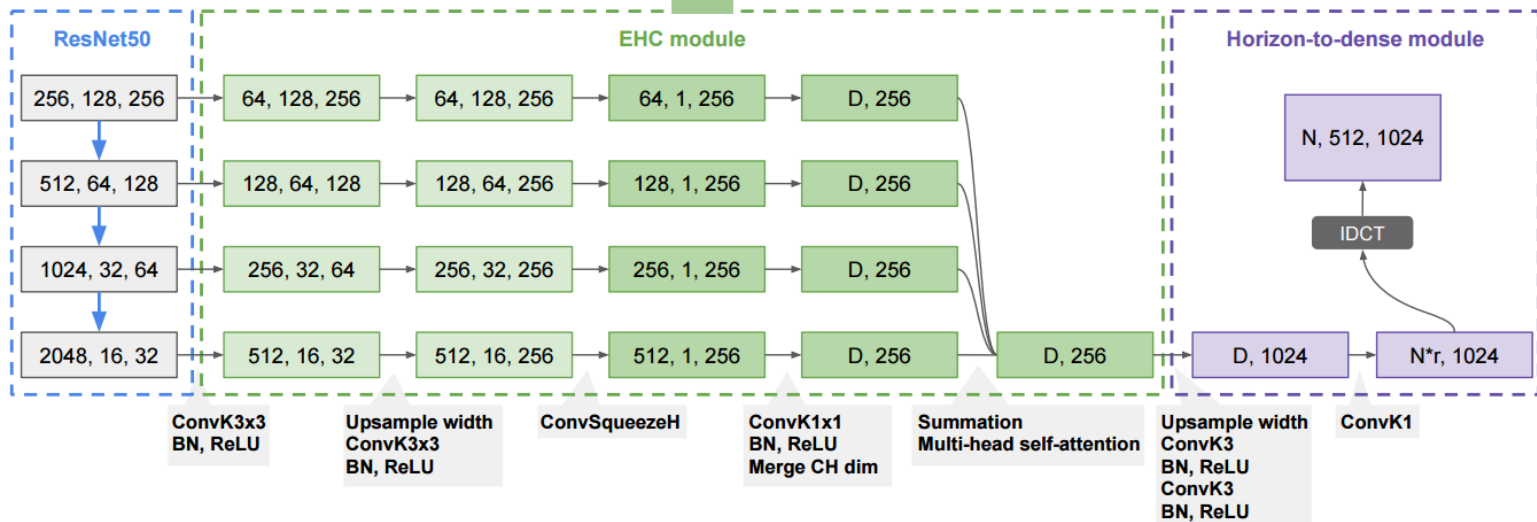 ResNet50
EHC module
Horizon-to-dense module
256, 128, 256
64, 128, 256
64, 128, 256
64, 1, 256
D, 256
N, 512, 1024
512, 64, 128
128, 64, 128
128, 64, 256
128, 1, 256
D, 256
IDCT
1024, 32, 64
256, 32, 64
256, 32, 256
256, 1, 256
D, 256
2048, 16, 32
512, 16, 32
512, 16, 256
512, 1, 256
D, 256
D, 256
D, 1024
N*r, 1024
ConvK3x3
BN, ReLU
Upsample width
ConvK3x3
BN, ReLU
ConvSqueezeH
ConvK1x1
BN, ReLU
Merge CH dim
Summation
Multi-head self-attention
Upsample width
ConvK3
BN, ReLU
ConvK3
BN, ReLU
ConvK1